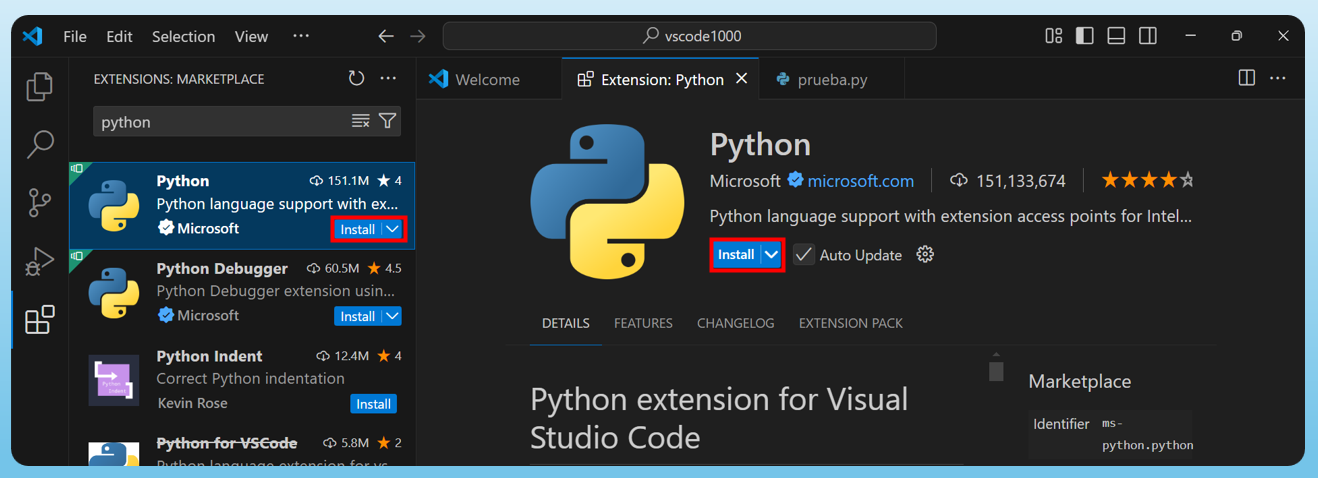 File Edit Selection View ··· vscode1000
EXTENSIONS: MARKETPLACE
python
Python 151.1M 4
Python language support with ex...
Microsoft Install
Python Debugger 60.5M 4.5
Python Debugger extension usin...
Microsoft Install
Python Indent 12.4M 4
Correct Python indentation
Kevin Rose Install
Python for VSCode 5.8M 2
Python language extension for vs
Welcome Extension: Python prueba.py
Python
Microsoft microsoft.com 151,133,674
Python language support with extension access points for Intel...
Install Auto Update
DETAILS FEATURES CHANGELOG EXTENSION PACK
Python extension for Visual
Studio Code
Marketplace
Identifier ms-
python.python